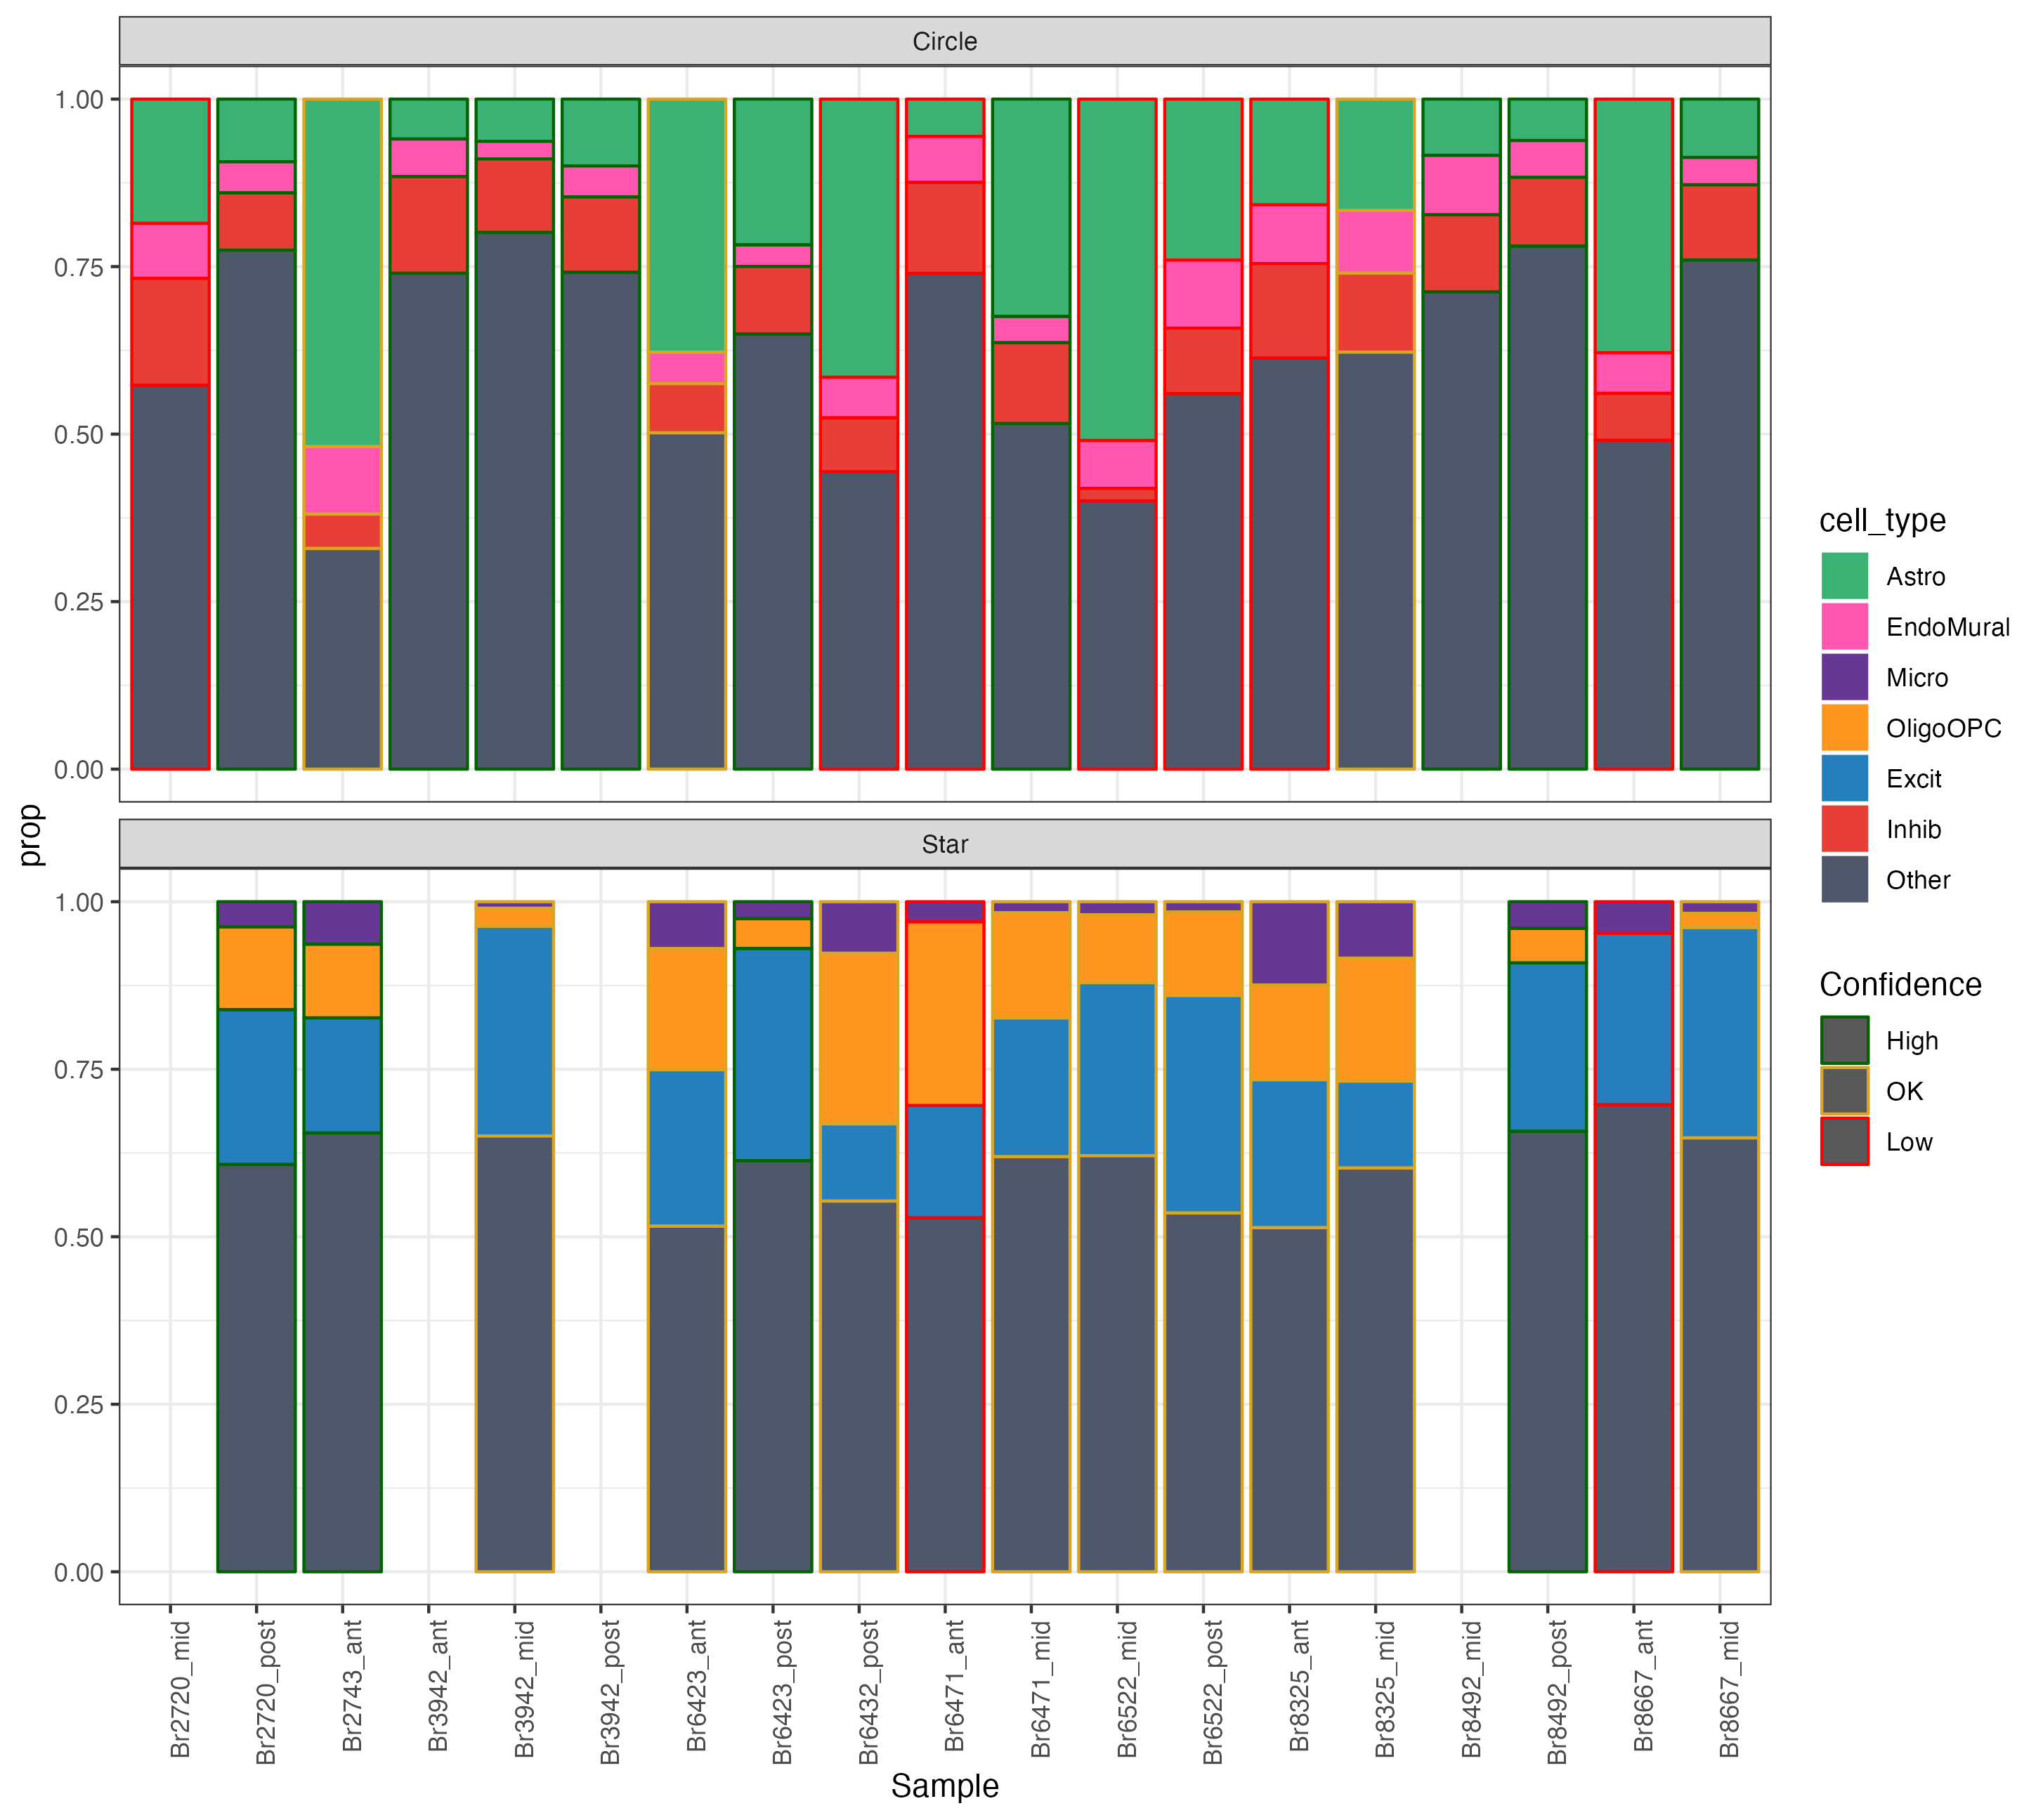 Circle
1.00
0.75
0.50
0.25
0.00
prop
Star
1.00
0.75
0.50
0.25
0.00
Br2720_mid
Br2720_post
Br2743_ant
Br3942_ant
Br3942_mid
Br3942_post
Br6423_ant
Br6423_post
Br6432_post
Br6471_ant
Br6471_mid
Br6522_mid
Br6522_post
Br8325_ant
Br8325_mid
Br8492_mid
Br8492_post
Br8667_ant
Br8667_mid
Sample
cell_type
Astro
EndoMural
Micro
OligoOPC
Excit
Inhib
Other
Confidence
High
OK
Low